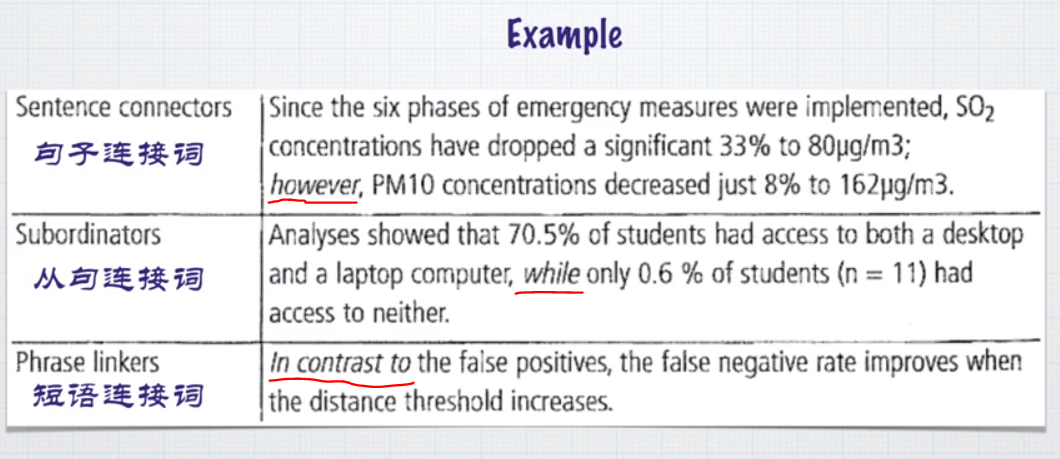 Example
Sentence connectors
句子连接词
Since the six phases of emergency measures were implemented, SO₂
concentrations have dropped a significant 33% to 80µg/m3;
however, PM10 concentrations decreased just 8% to 162µg/m3.
Subordinators
从句连接词
Analyses showed that 70.5% of students had access to both a desktop
and a laptop computer, while only 0.6 % of students (n = 11) had
access to neither.
Phrase linkers
短语连接词
In contrast to the false positives, the false negative rate improves when
the distance threshold increases.